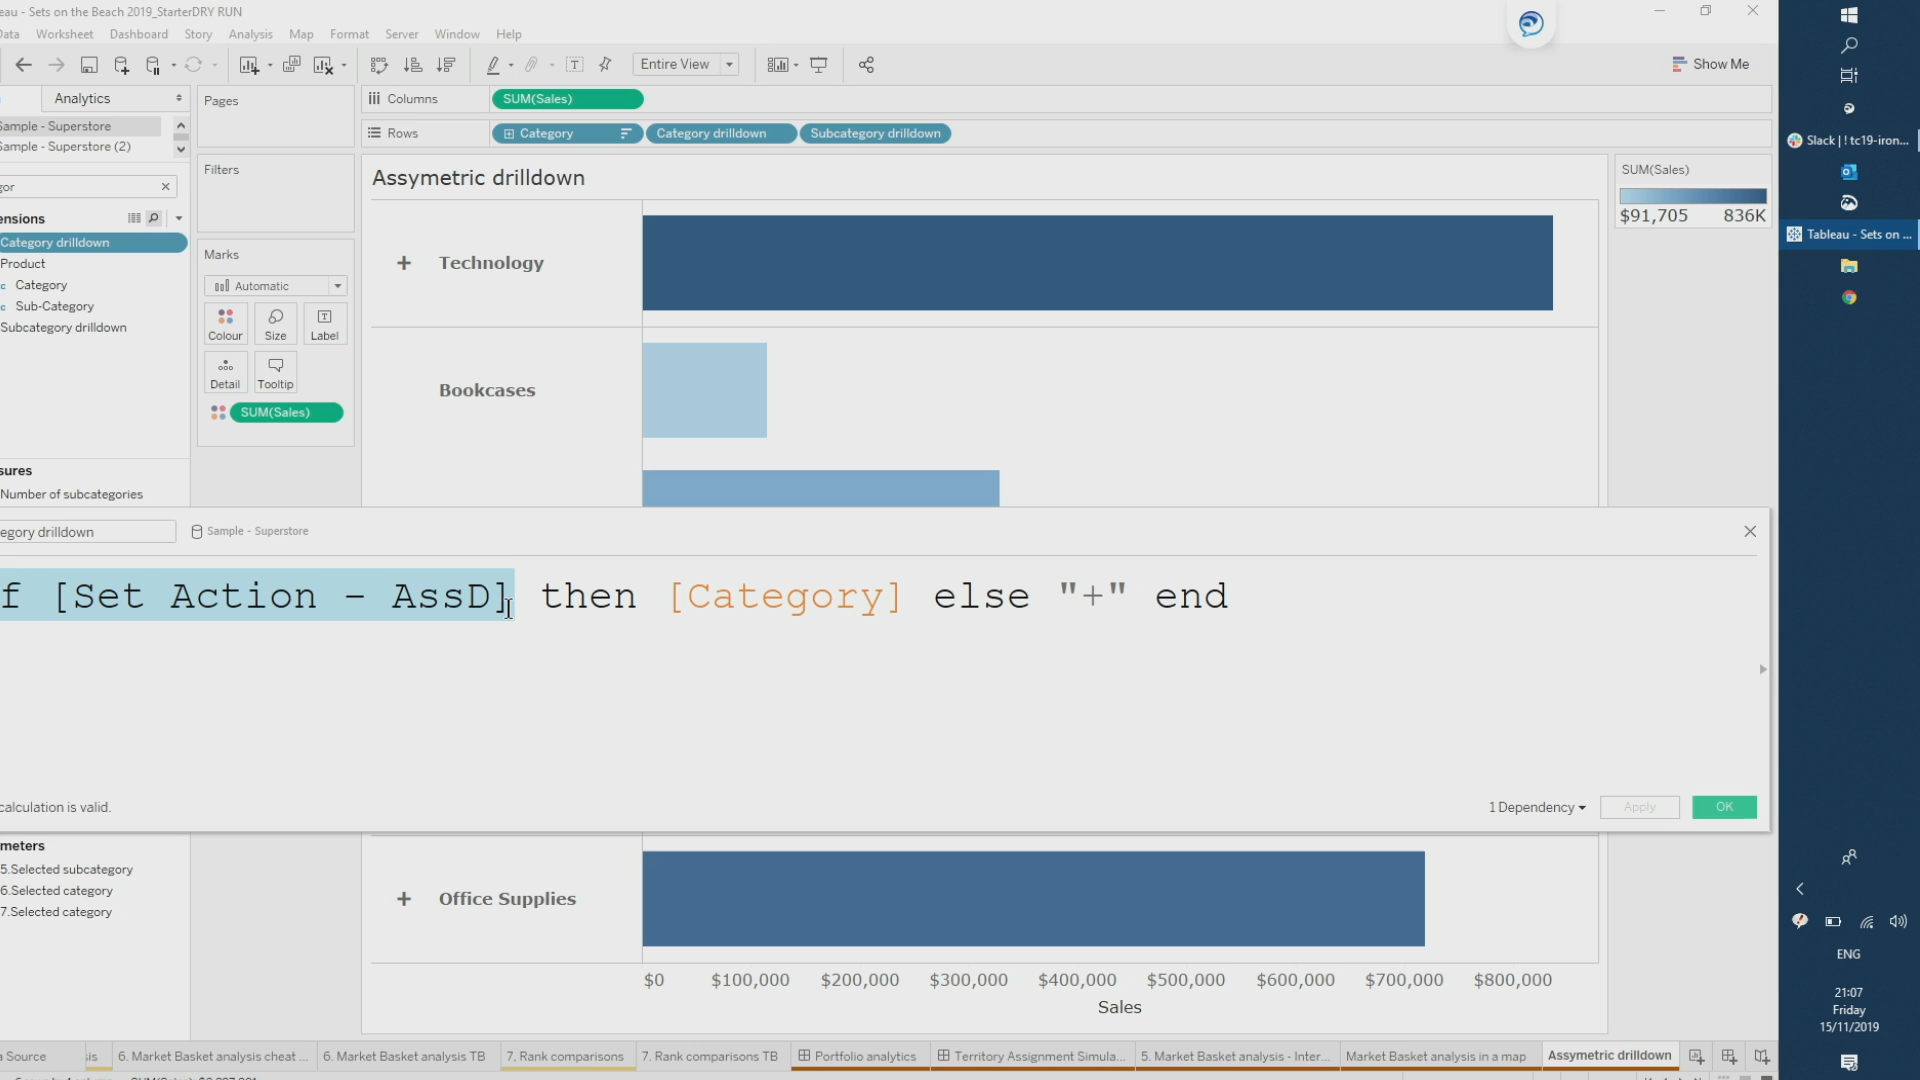 eau - Sets on the Beach 2019_StarterDRY RUN
Data Worksheet Dashboard Story Analysis Map Format Server Window Help
Entire View
Show Me
Analytics
Sample - Superstore
Sample - Superstore (2)
gor
ensions
Category drilldown
Product
Category
Sub-Category
Subcategory drilldown
sures
Number of subcategories
Pages
Filters
Marks
Automatic
Colour Size Label
Detail Tooltip
SUM(Sales)
Columns SUM(Sales)
Rows Category Category drilldown Subcategory drilldown
Assymetric drilldown
+ Technology
Bookcases
SUM(Sales)
$91,705 836K
egory drilldown Sample - Superstore
f [Set Action - AssD] then [Category] else "+" end
calculation is valid.
1 Dependency Apply OK
meters
5.Selected subcategory
6.Selected category
7.Selected category
+ Office Supplies
$0 $100,000 $200,000 $300,000 $400,000 $500,000 $600,000 $700,000 $800,000
Sales
a Source sis 6. Market Basket analysis cheat ... 6. Market Basket analysis TB 7. Rank comparisons 7. Rank comparisons TB Portfolio analytics Territory Assignment Simula... 5. Market Basket analysis - Inter... Market Basket analysis in a map Assymetric drilldown
Slack | ! tc19-iron...
Tableau - Sets on ...
ENG
21:07
Friday
15/11/2019